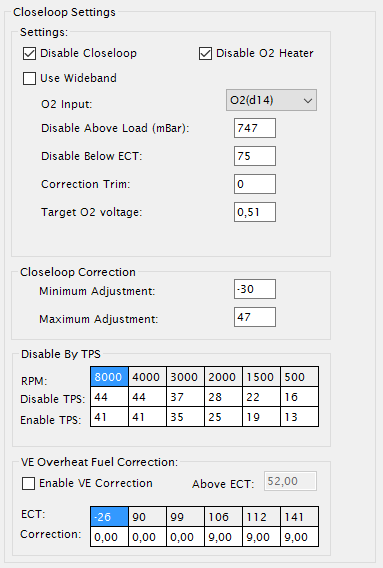 Closeloop Settings
Settings:
Disable Closeloop Disable O2 Heater
Use Wideband
O2 Input: O2(d14)
Disable Above Load (mBar): 747
Disable Below ECT: 75
Correction Trim: 0
Target O2 voltage: 0,51
Closeloop Correction
Minimum Adjustment: -30
Maximum Adjustment: 47
Disable By TPS
RPM: 8000 4000 3000 2000 1500 500
Disable TPS: 44 44 37 28 22 16
Enable TPS: 41 41 35 25 19 13
VE Overheat Fuel Correction:
Enable VE Correction Above ECT: 52,00
ECT: -26 90 99 106 112 141
Correction: 0,00 0,00 0,00 9,00 9,00 9,00